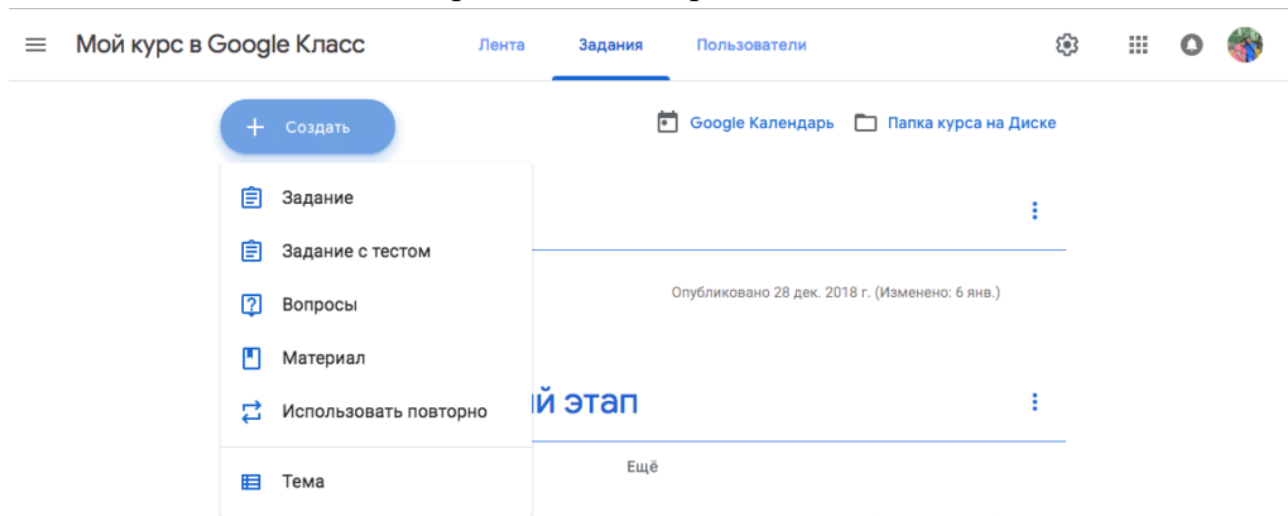 Мой курс в Google Класс Лента Задания Пользователи
Создать Google Календарь Папка курса на Диске
Задание
Задание с тестом
Опубликовано 28 дек. 2018 г. (Изменено: 6 янв.)
Вопросы
Материал
Использовать повторно й этап
Ещё
Тема